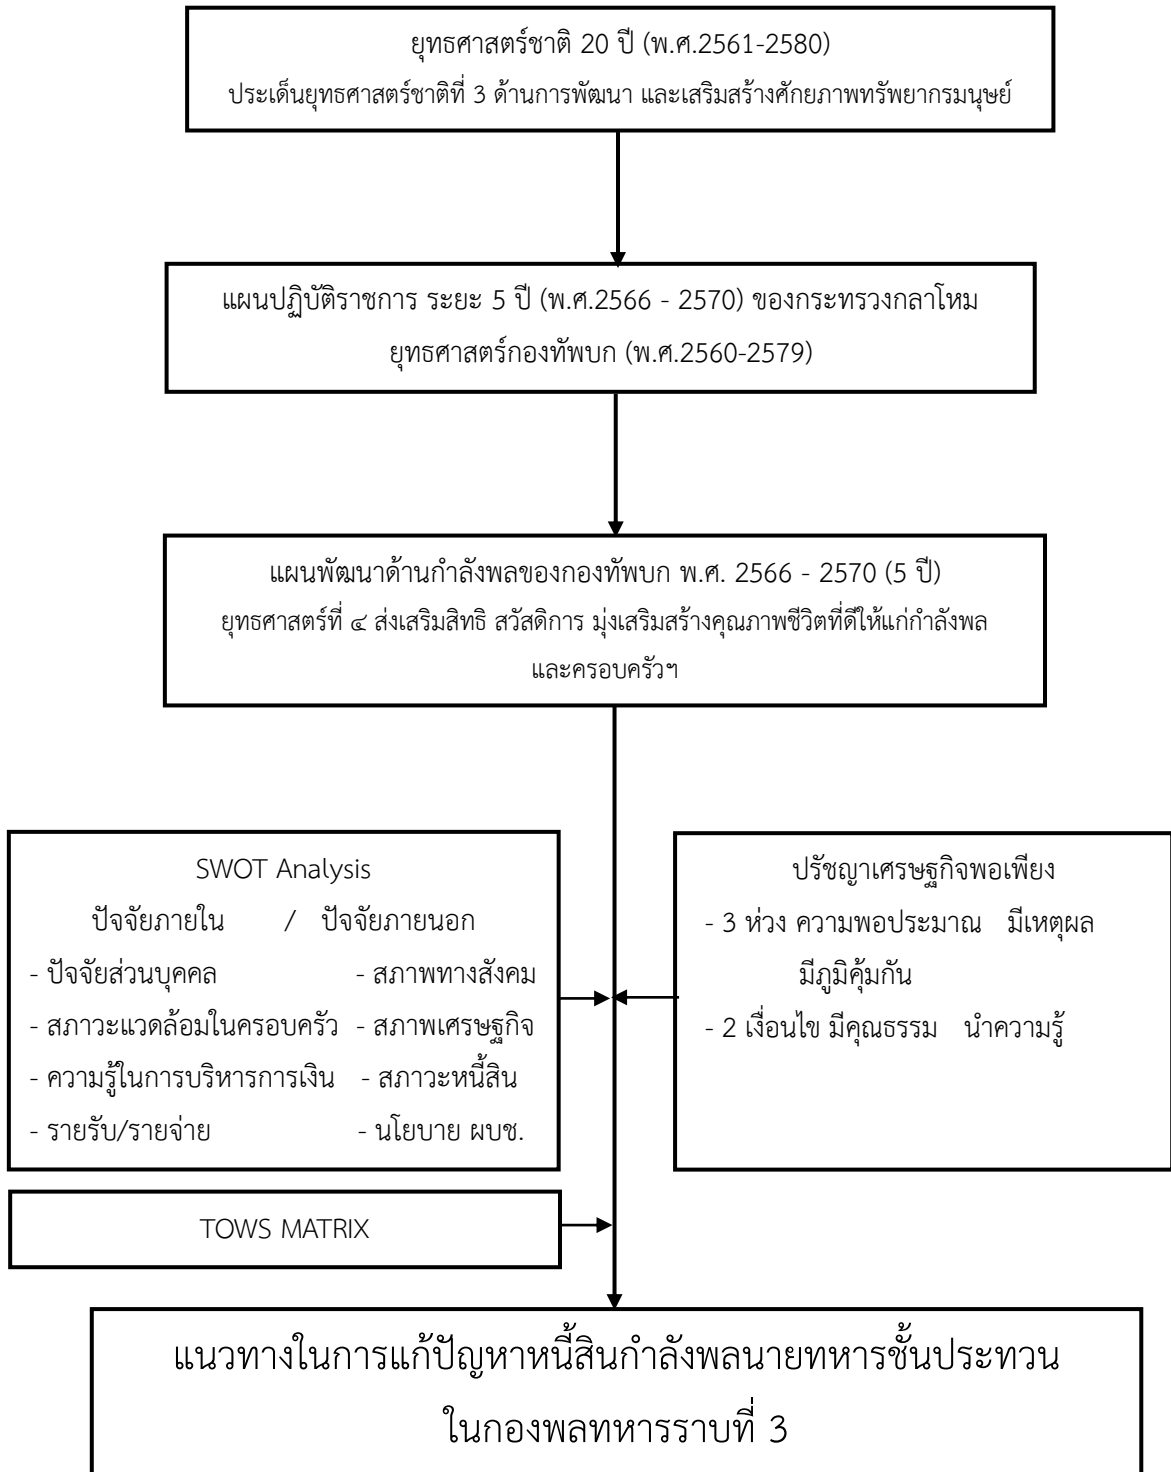 ยุทธศาสตร์ชาติ 20 ปี (พ.ศ.2561-2580)
ประเด็นยุทธศาสตร์ชาติที่ 3 ด้านการพัฒนา และเสริมสร้างศักยภาพทรัพยากรมนุษย์
แผนปฏิบัติราชการ ระยะ 5 ปี (พ.ศ.2566 - 2570) ของกระทรวงกลาโหม
ยุทธศาสตร์กองทัพบก (พ.ศ.2560-2579)
แผนพัฒนาด้านกำลังพลของกองทัพบก พ.ศ. 2566 - 2570 (5 ปี)
ยุทธศาสตร์ที่ ๔ ส่งเสริมสิทธิ สวัสดิการ มุ่งเสริมสร้างคุณภาพชีวิตที่ดีให้แก่กำลังพล
และครอบครัวฯ
SWOT Analysis
ปัจจัยภายใน / ปัจจัยภายนอก
- ปัจจัยส่วนบุคคล - สภาพทางสังคม
- สภาวะแวดล้อมในครอบครัว - สภาพเศรษฐกิจ
- ความรู้ในการบริหารการเงิน - สภาวะหนี้สิน
- รายรับ/รายจ่าย - นโยบาย ผบช.
ปรัชญาเศรษฐกิจพอเพียง
- 3 ห่วง ความพอประมาณ มีเหตุผล
มีภูมิคุ้มกัน
- 2 เงื่อนไข มีคุณธรรม นำความรู้
TOWS MATRIX
แนวทางในการแก้ปัญหาหนี้สินกำลังพลนายทหารชั้นประทวน
ในกองพลทหารราบที่ 3